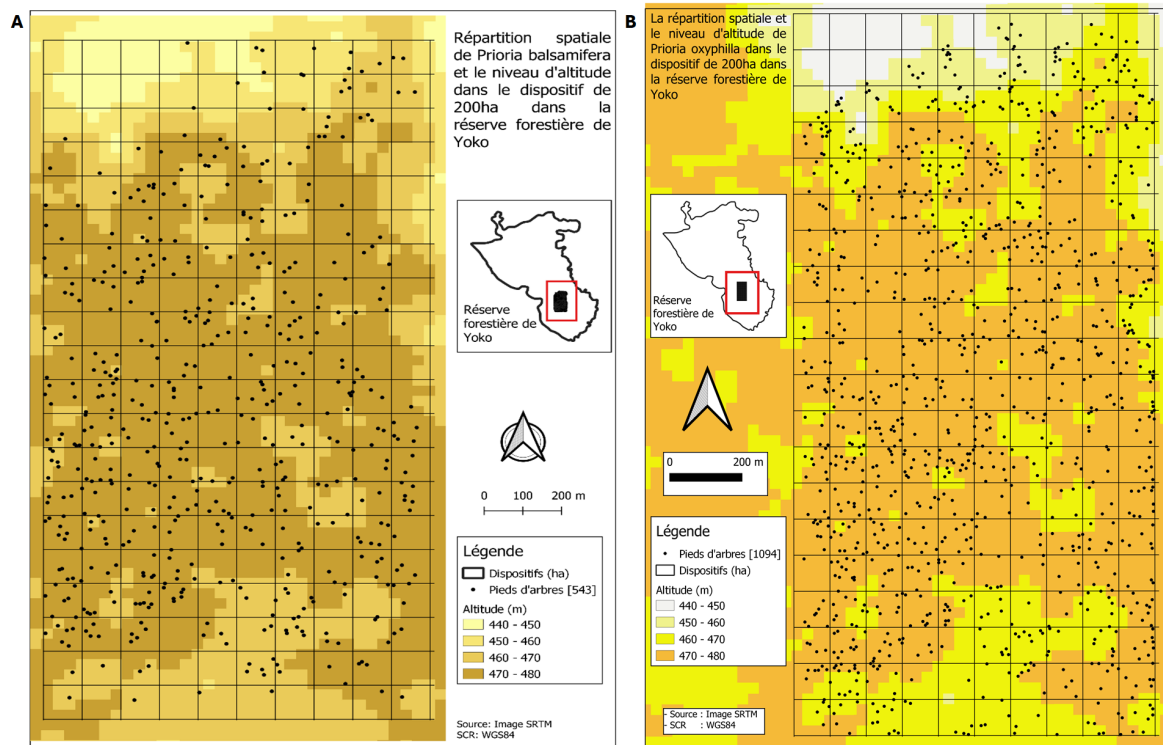 A
Répartition spatiale
de Prioria balsamifera
et le niveau d'altitude
dans le dispositif de
200ha dans la
réserve forestière de
Yoko
Réserve
forestière de
Yoko
0 100 200 m
Légende
Dispositifs (ha)
Pieds d'arbres [543]
Altitude (m)
440 - 450
450 - 460
460 - 470
470 - 480
Source: Image SRTM
SCR: WGS84
B
La répartition spatiale et
le niveau d'altitude de
Prioria oxyphilla dans le
dispositif de 200ha dans
la réserve forestière de
Yoko
Réserve
forestière de
Yoko
0 200 m
Légende
Pieds d'arbres [1094]
Dispositifs (ha)
Altitude (m)
440 - 450
450 - 460
460 - 470
470 - 480
- Source : Image SRTM
- SCR : WGS84